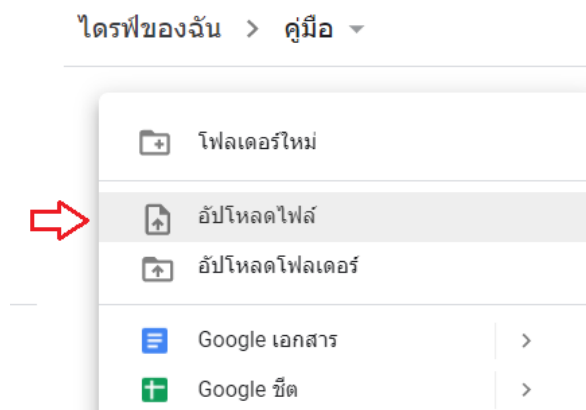 ไดรฟ์ของฉัน > คู่มือ
โฟลเดอร์ใหม่
อัปโหลดไฟล์
อัปโหลดโฟลเดอร์
Google เอกสาร
Google ชีต